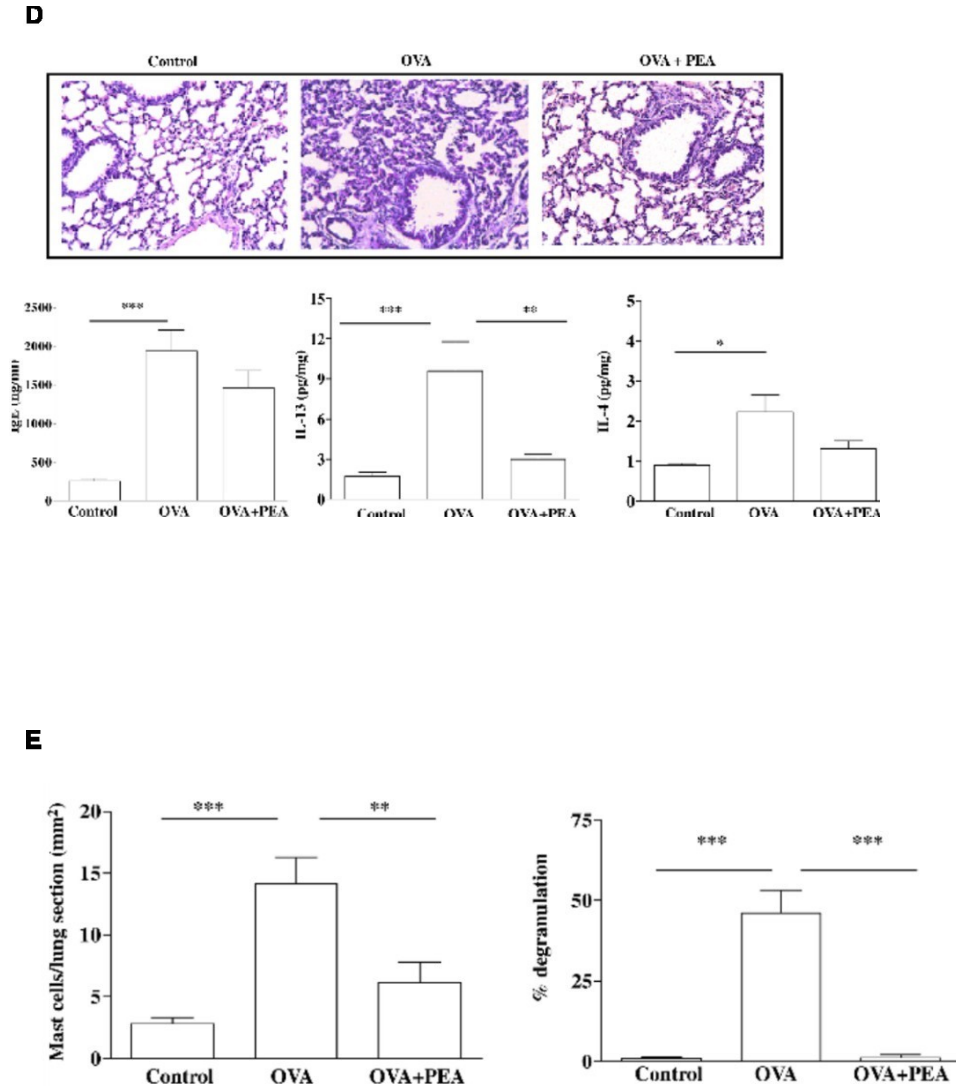 D
Control OVA OVA + PEA
2500
2000
1500
1000
500
0
***
Control OVA OVA+PEA
IL-13 (pg/mg)
15
12
9
6
3
0
*** **
Control OVA OVA+PEA
IL-4 (pg/mg)
5
4
3
2
1
0
*
Control OVA OVA+PEA
E
Mast cells/lung section (mm²)
20
15
10
5
0
*** **
Control OVA OVA+PEA
% degranulation
75
50
25
0
*** ***
Control OVA OVA+PEA